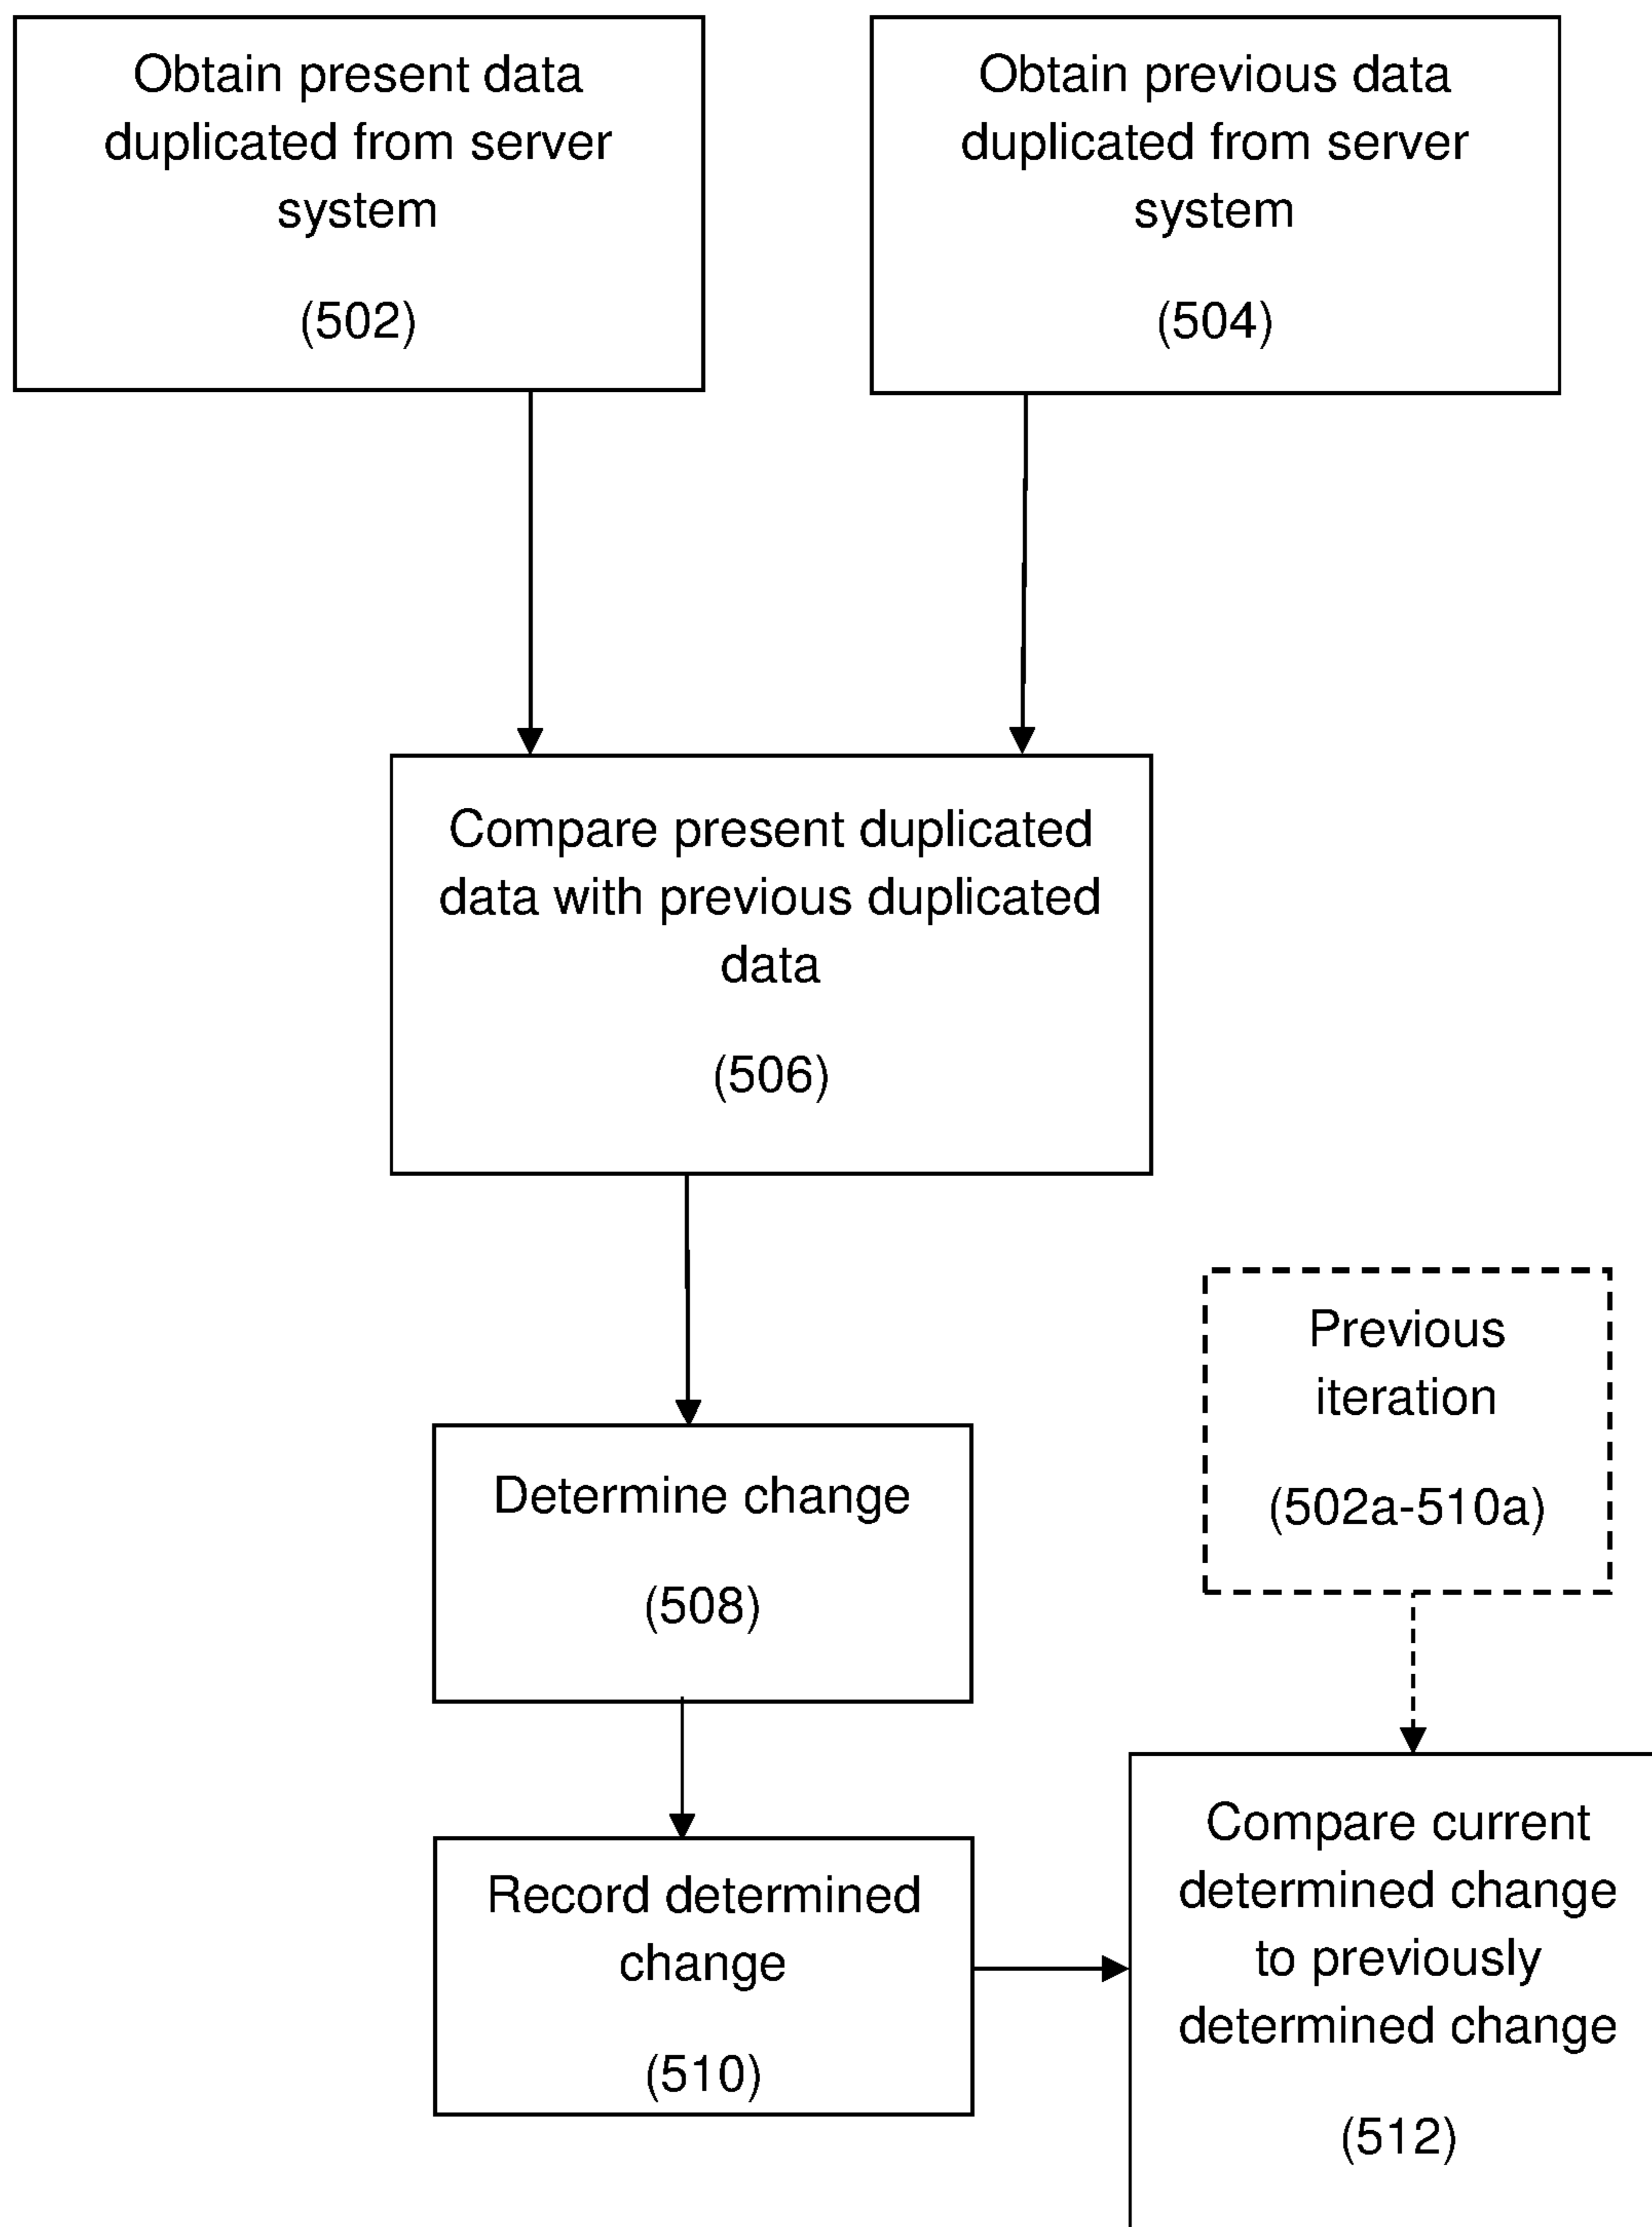 Obtain present data
duplicated from server
system
(502)
Obtain previous data
duplicated from server
system
(504)
Compare present duplicated
data with previous duplicated
data
(506)
Previous
iteration
(502a-510a)
Determine change
(508)
Record determined
change
(510)
Compare current
determined change
to previously
determined change
(512)